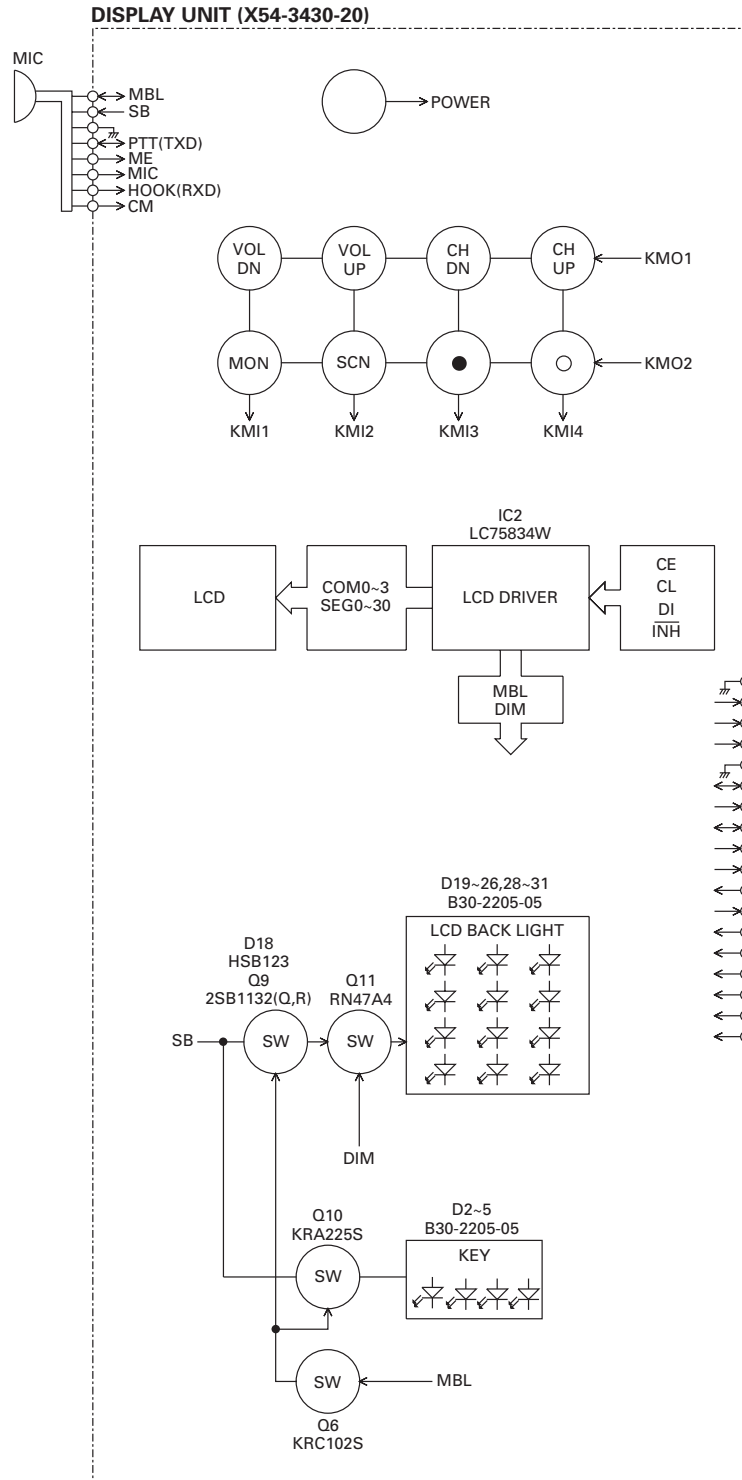 DISPLAY UNIT (X54-3430-20)
MIC
MBL
SB
PTT(TXD)
ME
MIC
HOOK(RXD)
CM
POWER
VOL
DN
VOL
UP
CH
DN
CH
UP
KMO1
MON
SCN
KMO2
KMI1
KMI2
KMI3
KMI4
IC2
LC75834W
LCD
COM0~3
SEG0~30
LCD DRIVER
CE
CL
DI
INH
MBL
DIM
D19~26,28~31
B30-2205-05
LCD BACK LIGHT
D18
HSB123
Q9
2SB1132(Q,R)
Q11
RN47A4
SB
SW
SW
DIM
Q10
KRA225S
SW
D2~5
B30-2205-05
KEY
SW
MBL
Q6
KRC102S